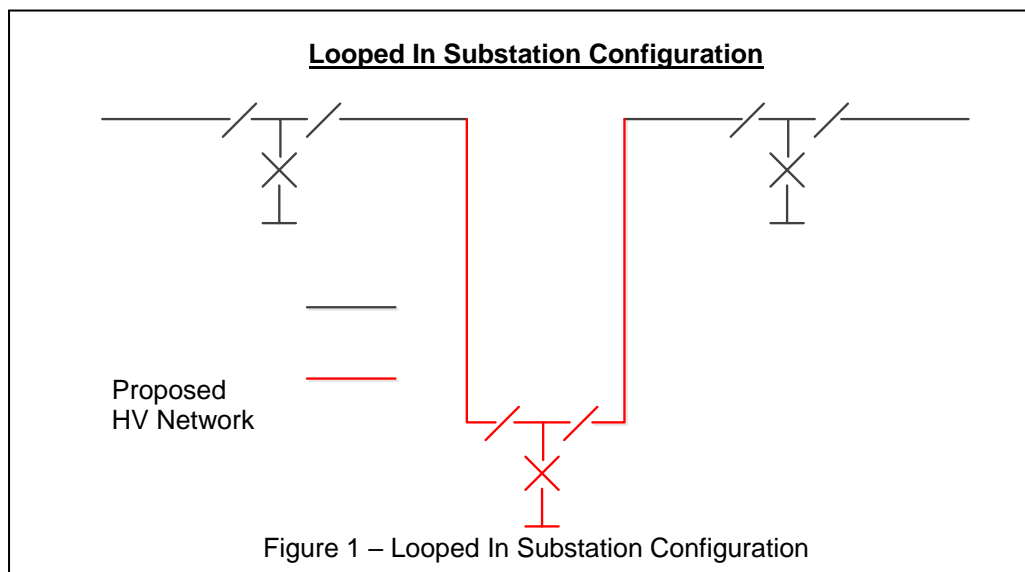 Looped In Substation Configuration
Proposed
HV Network
Figure 1 – Looped In Substation Configuration